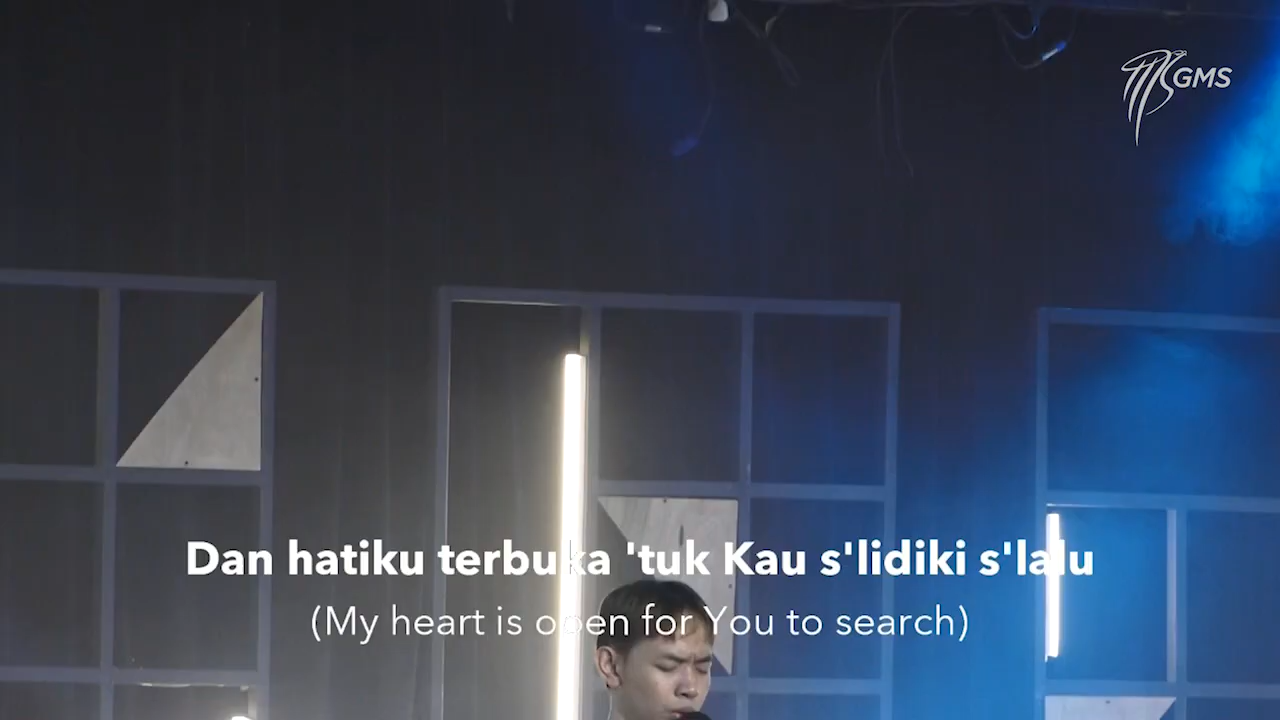 GMS
Dan hatiku terbuka 'tuk Kau s'lidiki s'lalu
(My heart is open for You to search)